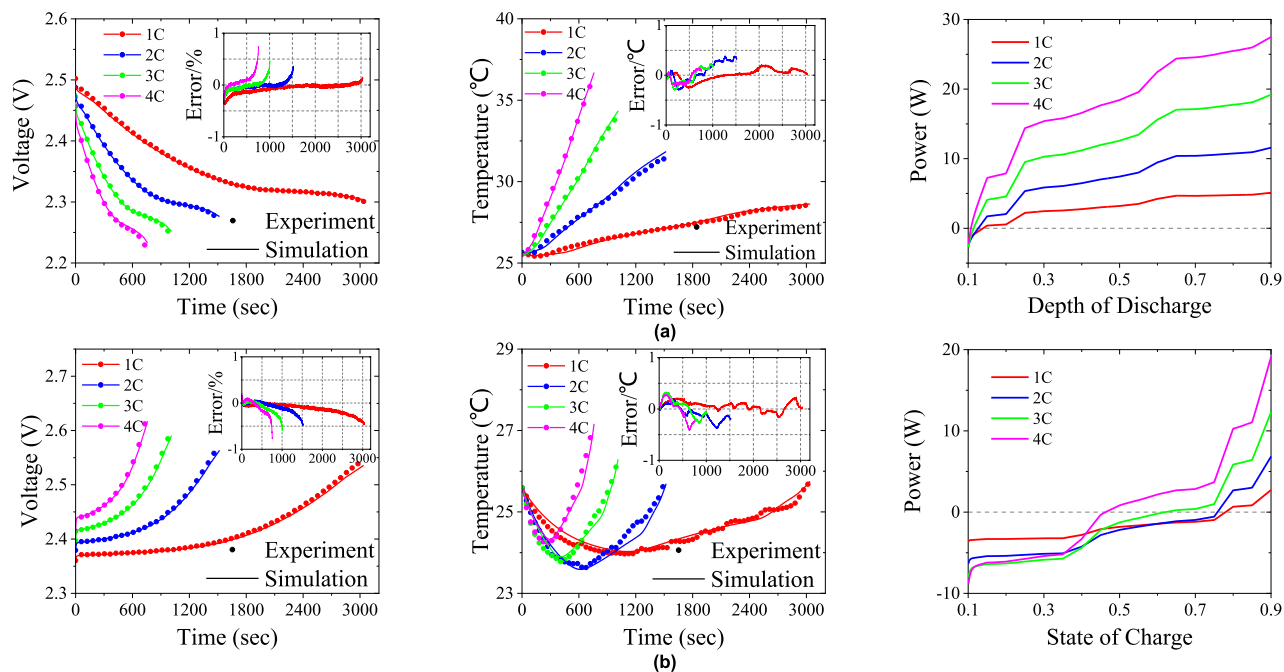 2.6
2.5
2.4
2.3
2.2
Voltage (V)
1C
2C
3C
4C
Error/%
1
0
-1
0
1000
2000
3000
Experiment
Simulation
0
600
1200
1800
2400
3000
Time (sec)
40
37
34
31
28
25
Temperature (℃)
1C
2C
3C
4C
Error/℃
1
0
-1
0
1000
2000
3000
Experiment
Simulation
0
600
1200
1800
2400
3000
Time (sec)
30
20
10
0
Power (W)
1C
2C
3C
4C
0.1
0.3
0.5
0.7
0.9
Depth of Discharge
(a)
2.7
2.6
2.5
2.4
2.3
Voltage (V)
1C
2C
3C
4C
Error/%
1
0
-1
0
1000
2000
3000
Experiment
Simulation
0
600
1200
1800
2400
3000
Time (sec)
29
27
25
23
Temperature (℃)
1C
2C
3C
4C
Error/℃
1
0
-1
0
1000
2000
3000
Experiment
Simulation
0
600
1200
1800
2400
3000
Time (sec)
20
10
0
-10
Power (W)
1C
2C
3C
4C
0.1
0.3
0.5
0.7
0.9
State of Charge
(b)